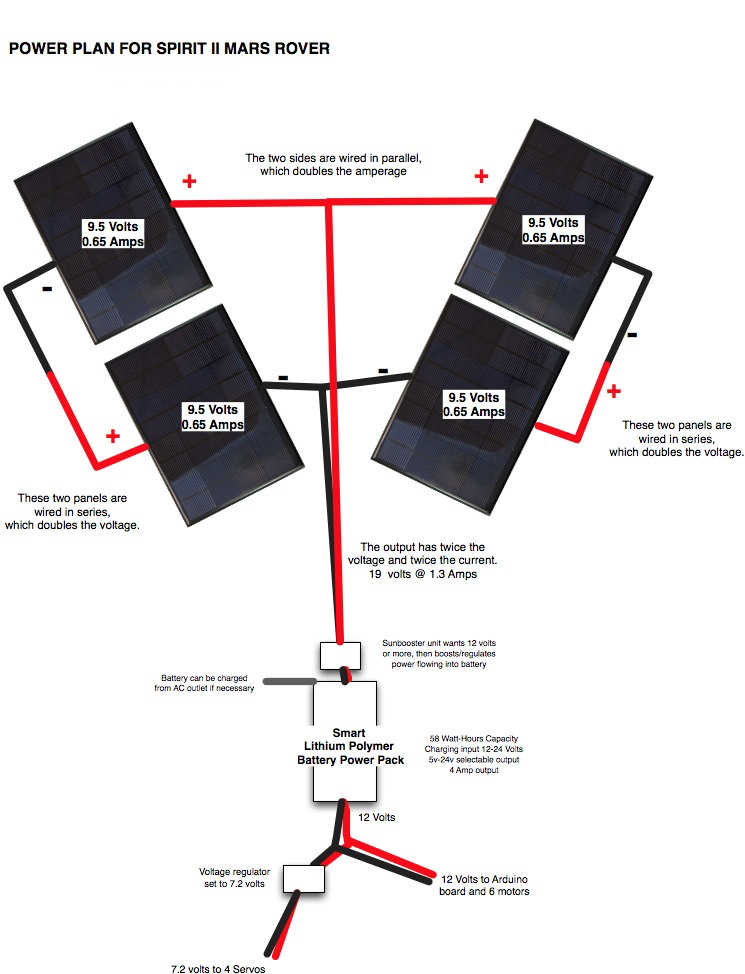 POWER PLAN FOR SPIRIT II MARS ROVER
The two sides are wired in parallel,
which doubles the amperage
+
+
9.5 Volts
0.65 Amps
9.5 Volts
0.65 Amps
-
-
-
-
9.5 Volts
0.65 Amps
9.5 Volts
0.65 Amps
+
+
These two panels are
wired in series,
which doubles the voltage.
These two panels are
wired in series,
which doubles the voltage.
The output has twice the
voltage and twice the current.
19 volts @ 1.3 Amps
Sunbooster unit wants 12 volts
or more, then boosts/regulates
power flowing into battery
Battery can be charged
from AC outlet if necessary
Smart
Lithium Polymer
Battery Power Pack
58 Watt-Hours Capacity
Charging input 12-24 Volts
5v-24v selectable output
4 Amp output
12 Volts
Voltage regulator
set to 7.2 volts
12 Volts to Arduino
board and 6 motors
7.2 volts to 4 Servos